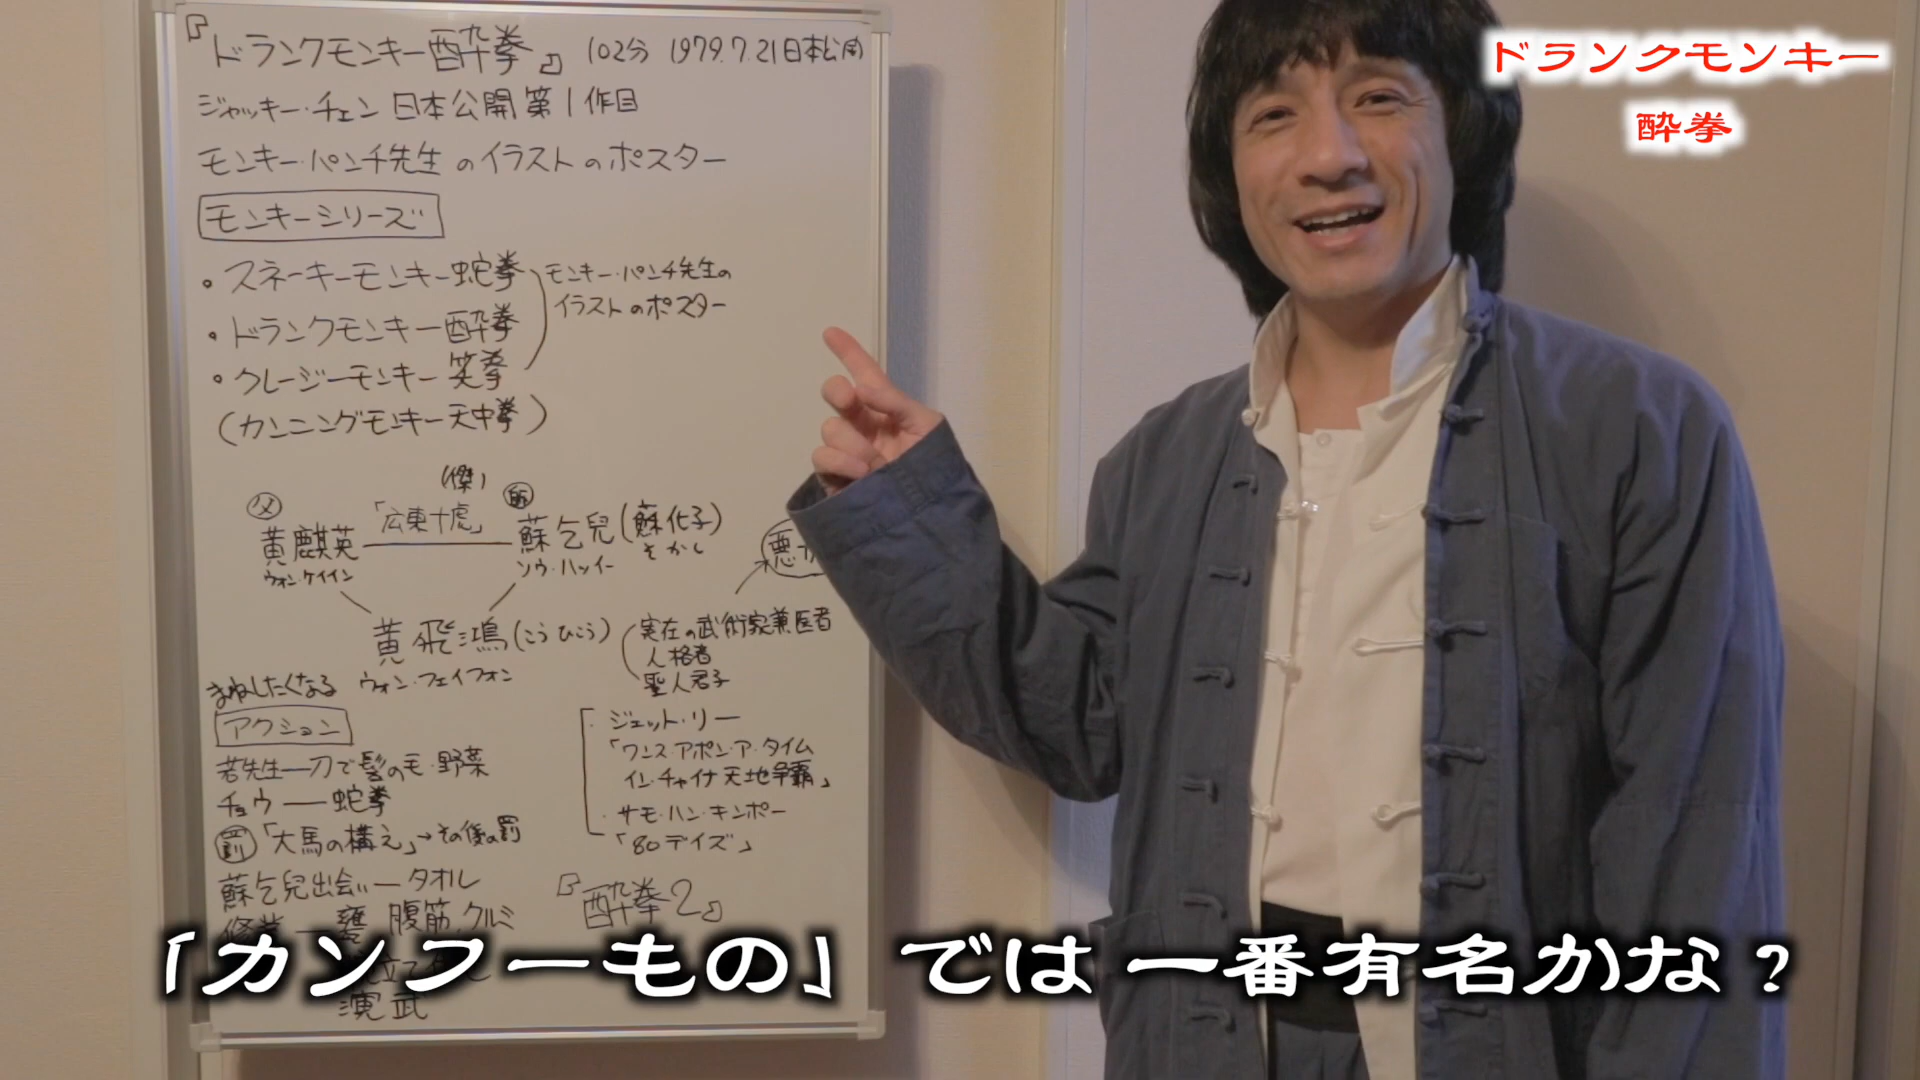 『ドランクモンキー酔拳』 102分 1979.7.21日本公開
ジャッキー・チェン 日本公開第1作目
モンキー・パンチ先生のイラストのポスター
モンキーシリーズ
・スネーキーモンキー蛇拳
・ドランクモンキー酔拳
・クレージーモンキー笑拳
(カンニングモンキー天中拳)
モンキー・パンチ先生の
イラストのポスター
(傑)
父
「広東十虎」
師
黄麒英
蘇乞兒(蘇化子)
ウォン・ケイイン
ソウ・ハッイー
そかし
黄飛鴻(こうひこう)
ウォン・フェイフォン
実在の武術家兼医者
人格者
聖人君子
まねしたくなる
アクション
若先生―刀で髪の毛・野菜
チョウ――蛇拳
罰「大馬の構え」→その後の罰
蘇乞兒出会い―タオル
腹筋、クルミ
演武
・ジェット・リー
「ワンス・アポン・ア・タイム
イン・チャイナ 天地争覇」
・サモ・ハン・キンポー
「80デイズ」
『酔拳2』
ドランクモンキー
酔拳
「カンフーもの」では一番有名かな?